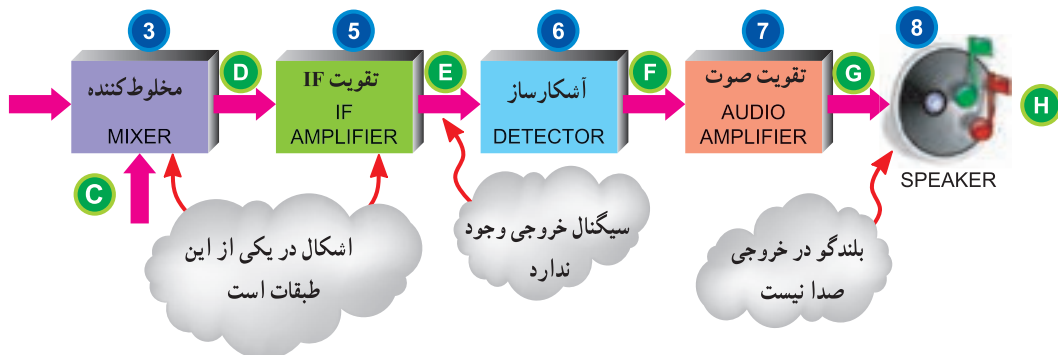 3
5
6
7
8
مخلوط‌کننده
MIXER
D
تقویت IF
IF
AMPLIFIER
E
آشکارساز
DETECTOR
F
تقویت صوت
AUDIO
AMPLIFIER
G
H
SPEAKER
C
اشکال در یکی از این
طبقات است
سیگنال خروجی وجود
ندارد
بلندگو در خروجی
صدا نیست